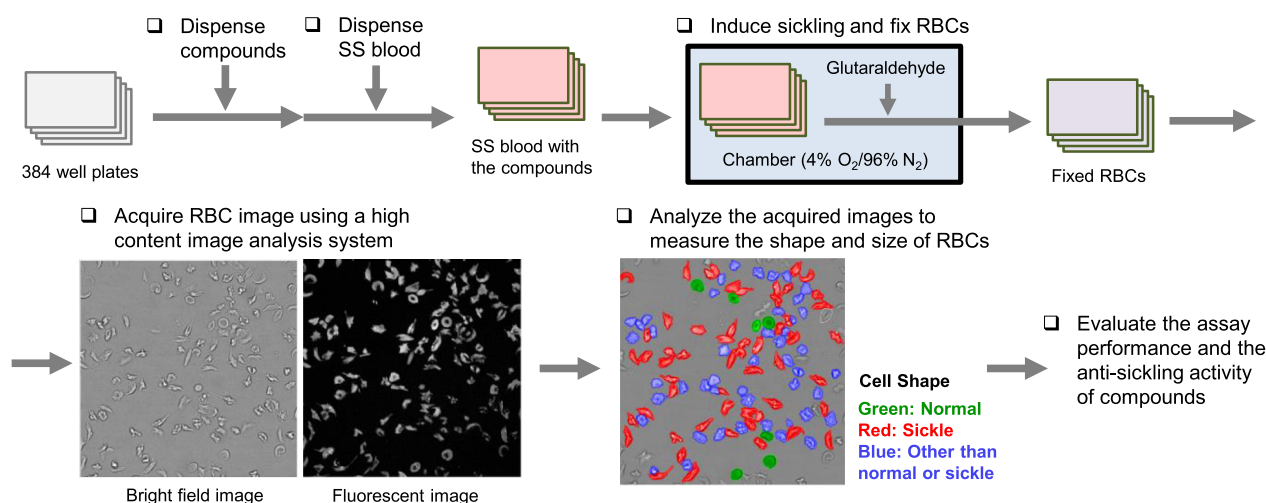 ❑ Dispense
compounds
❑ Dispense
SS blood
❑ Induce sickling and fix RBCs
Glutaraldehyde
384 well plates
SS blood with
the compounds
Chamber (4% O₂/96% N₂)
Fixed RBCs
❑ Acquire RBC image using a high
content image analysis system
❑ Analyze the acquired images to
measure the shape and size of RBCs
Bright field image
Fluorescent image
Cell Shape
Green: Normal
Red: Sickle
Blue: Other than
normal or sickle
❑ Evaluate the assay
performance and the
anti-sickling activity
of compounds